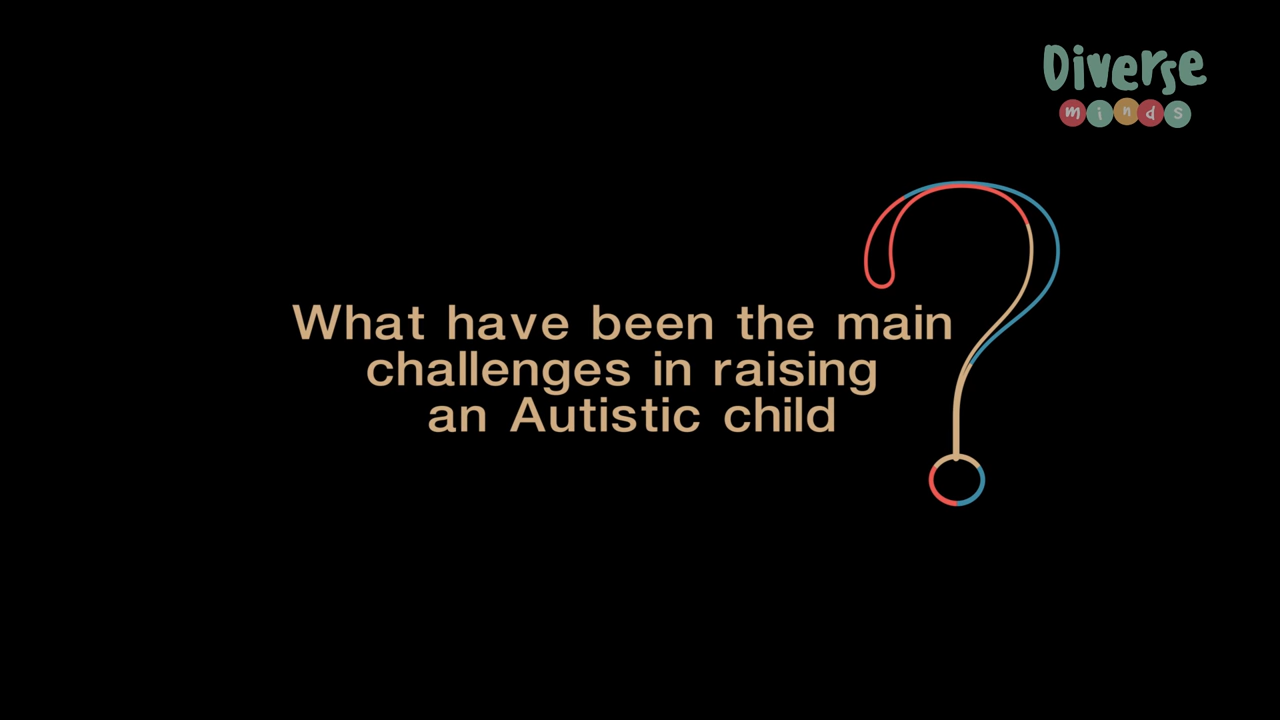 Diverse
minds
What have been the main
challenges in raising
an Autistic child
?